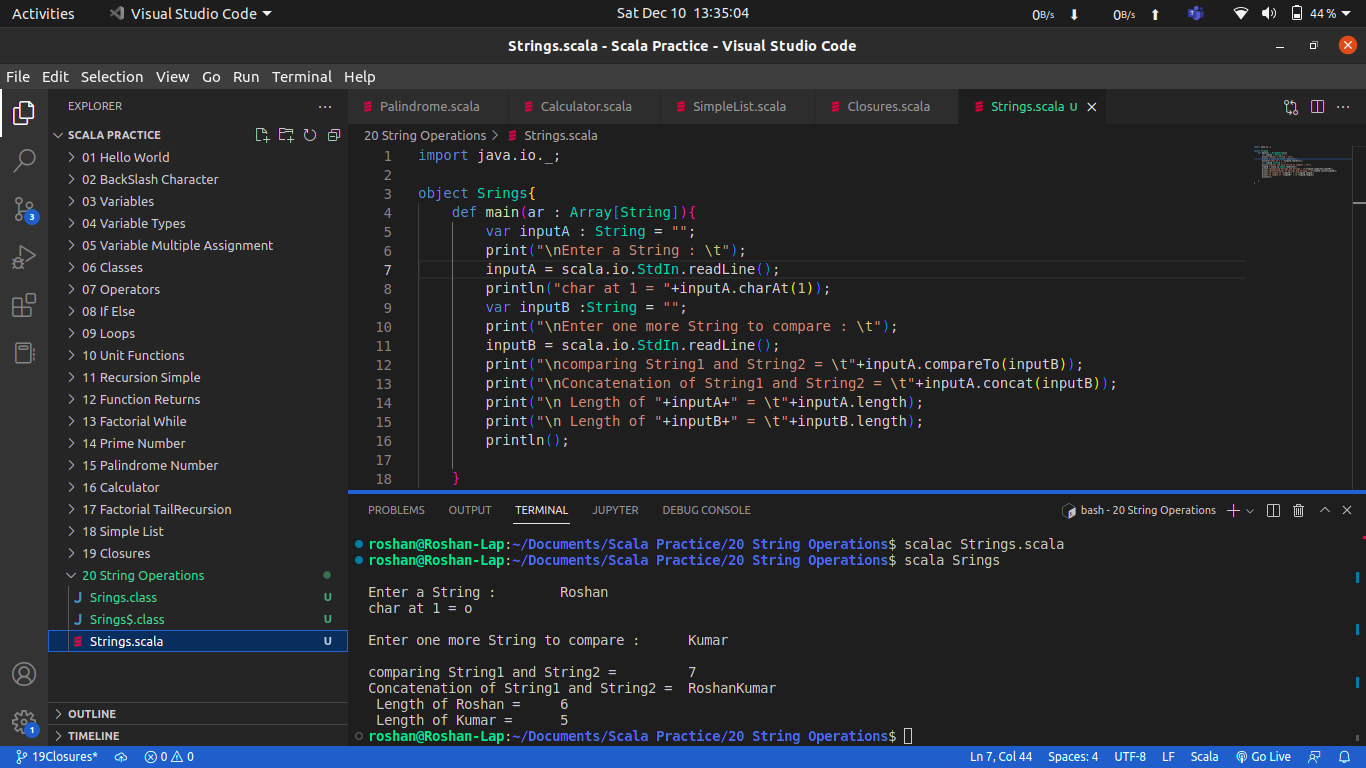 Activities Visual Studio Code Sat Dec 10 13:35:04 0B/s 0B/s 44 %
Strings.scala - Scala Practice - Visual Studio Code
File Edit Selection View Go Run Terminal Help
EXPLORER
SCALA PRACTICE
01 Hello World
02 BackSlash Character
03 Variables
04 Variable Types
05 Variable Multiple Assignment
06 Classes
07 Operators
08 If Else
09 Loops
10 Unit Functions
11 Recursion Simple
12 Function Returns
13 Factorial While
14 Prime Number
15 Palindrome Number
16 Calculator
17 Factorial TailRecursion
18 Simple List
19 Closures
20 String Operations
Srings.class U
Srings$.class U
Strings.scala U
OUTLINE
TIMELINE
3
1
Palindrome.scala Calculator.scala SimpleList.scala Closures.scala Strings.scala U
20 String Operations > Strings.scala
1 import java.io._;
2
3 object Srings{
4 def main(ar : Array[String]){
5 var inputA : String = "";
6 print("\nEnter a String : \t");
7 inputA = scala.io.StdIn.readLine();
8 println("char at 1 = "+inputA.charAt(1));
9 var inputB :String = "";
10 print("\nEnter one more String to compare : \t");
11 inputB = scala.io.StdIn.readLine();
12 print("\ncomparing String1 and String2 = \t"+inputA.compareTo(inputB));
13 print("\nConcatenation of String1 and String2 = \t"+inputA.concat(inputB));
14 print("\n Length of "+inputA+" = \t"+inputA.length);
15 print("\n Length of "+inputB+" = \t"+inputB.length);
16 println();
17
18 }
PROBLEMS OUTPUT TERMINAL JUPYTER DEBUG CONSOLE bash - 20 String Operations
roshan@Roshan-Lap:~/Documents/Scala Practice/20 String Operations$ scalac Strings.scala
roshan@Roshan-Lap:~/Documents/Scala Practice/20 String Operations$ scala Srings
Enter a String : Roshan
char at 1 = o
Enter one more String to compare : Kumar
comparing String1 and String2 = 7
Concatenation of String1 and String2 = RoshanKumar
Length of Roshan = 6
Length of Kumar = 5
roshan@Roshan-Lap:~/Documents/Scala Practice/20 String Operations$
19Closures* 0 0 Ln 7, Col 44 Spaces: 4 UTF-8 LF Scala Go Live